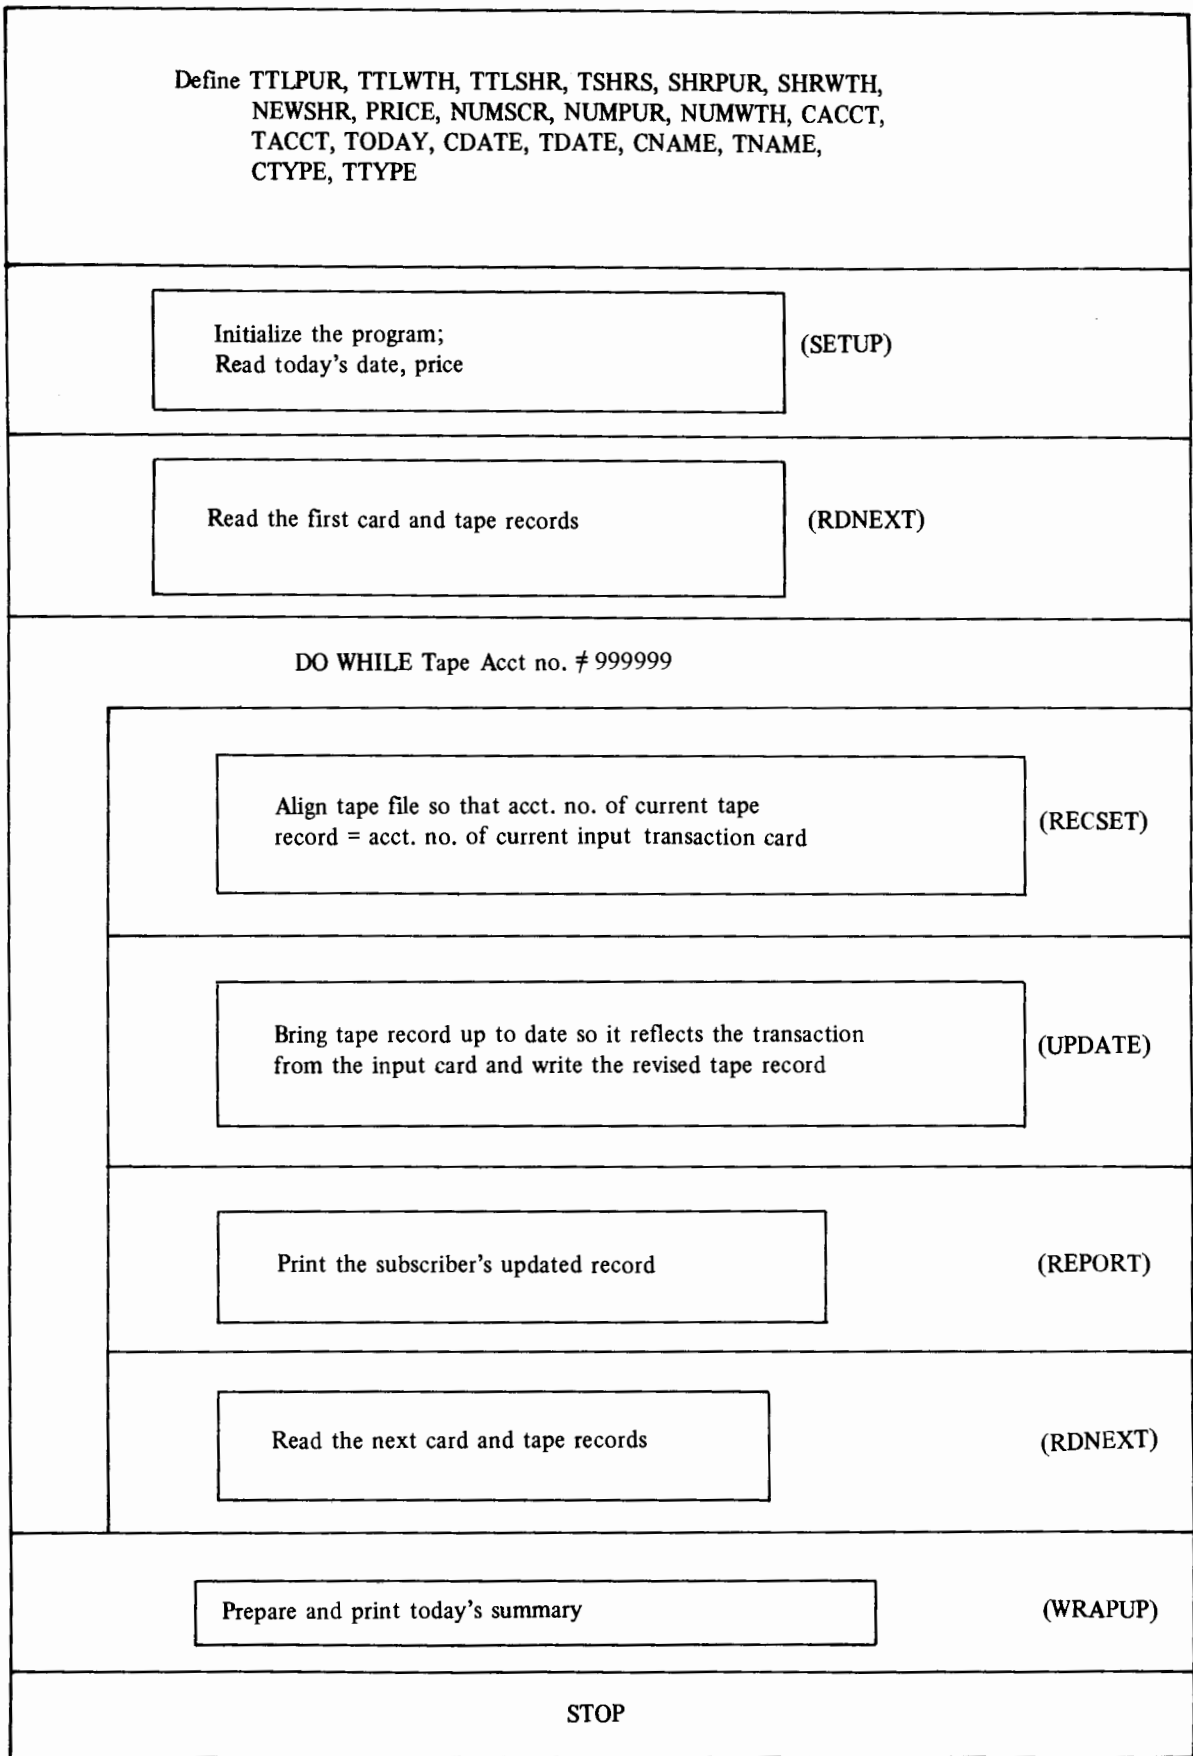 Define TTLPUR, TTLWTH, TTLSHR, TSHRS, SHRPUR, SHRWTH,
NEWSHR, PRICE, NUMSCR, NUMPUR, NUMWTH, CACCT,
TACCT, TODAY, CDATE, TDATE, CNAME, TNAME,
CTYPE, TTYPE
Initialize the program;
Read today's date, price
(SETUP)
Read the first card and tape records
(RDNEXT)
DO WHILE Tape Acct no. ≠ 999999
Align tape file so that acct. no. of current tape
record = acct. no. of current input transaction card
(RECSET)
Bring tape record up to date so it reflects the transaction
from the input card and write the revised tape record
(UPDATE)
Print the subscriber's updated record
(REPORT)
Read the next card and tape records
(RDNEXT)
Prepare and print today's summary
(WRAPUP)
STOP